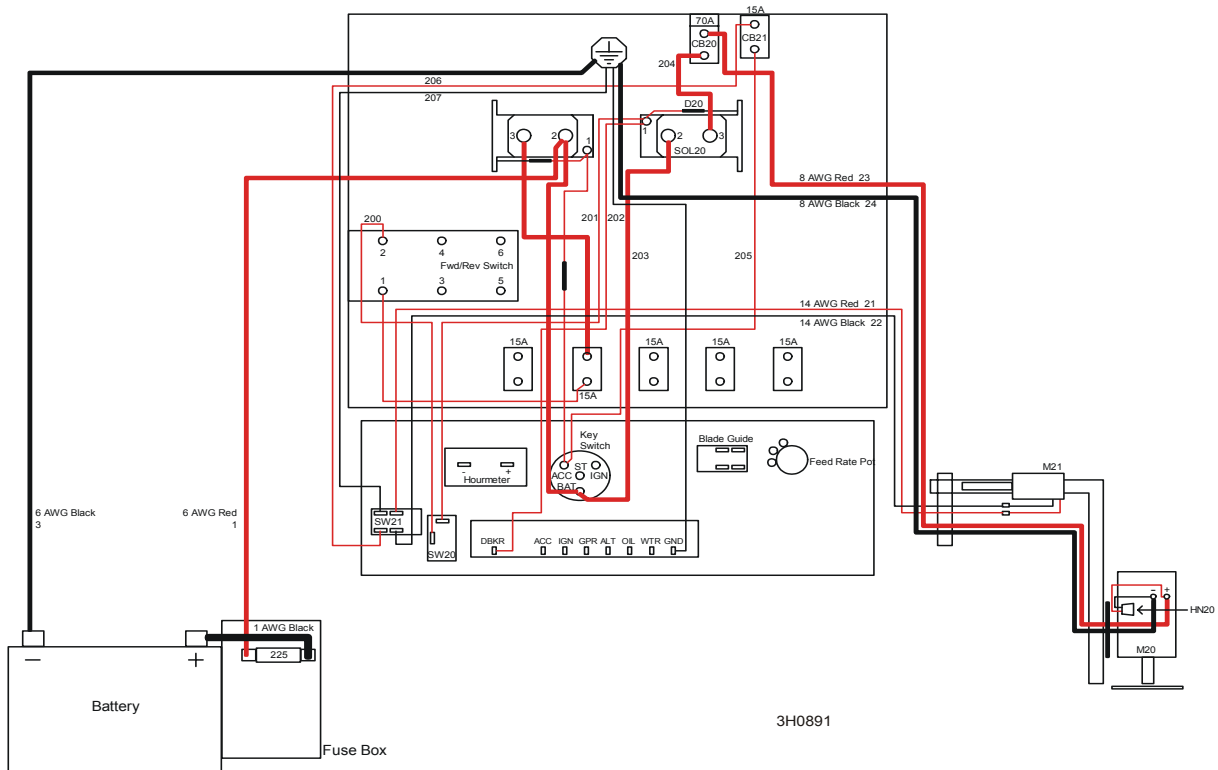 15A
70A
CB20
CB21
204
206
207
D20
3
2
1
1
2
3
SOL20
8 AWG Red 23
8 AWG Black 24
200
201
202
203
205
2
4
6
Fwd/Rev Switch
1
3
5
14 AWG Red 21
14 AWG Black 22
15A
15A
15A
15A
15A
Key
Switch
Blade Guide
ST
ACC
IGN
BAT
- +
Hourmeter
Feed Rate Pot
M21
6 AWG Black
3
6 AWG Red
1
SW21
SW20
DBKR
ACC
IGN
GPR
ALT
OIL
WTR
GND
- +
HN20
M20
1 AWG Black
225
− +
Battery
Fuse Box
3H0891